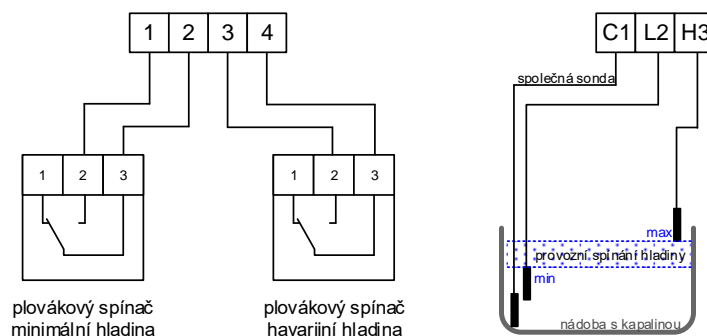 1 2 3 4
1 2 3
plovákový spínač
minimální hladina
1 2 3
plovákový spínač
havarijní hladina
C1 L2 H3
společná sonda
max
provozní spínání hladiny
min
nádoba s kapalinou